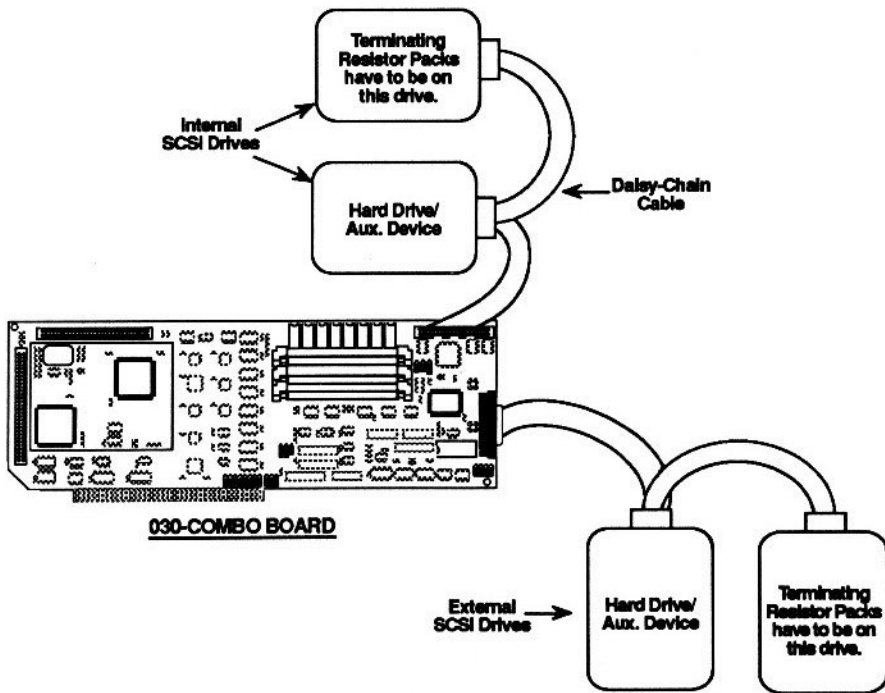 Terminating
Resistor Packs
have to be on
this drive.
Internal
SCSI Drives
Hard Drive/
Aux. Device
Daisy-Chain
Cable
030-COMBO BOARD
External
SCSI Drives
Hard Drive/
Aux. Device
Terminating
Resistor Packs
have to be on
this drive.